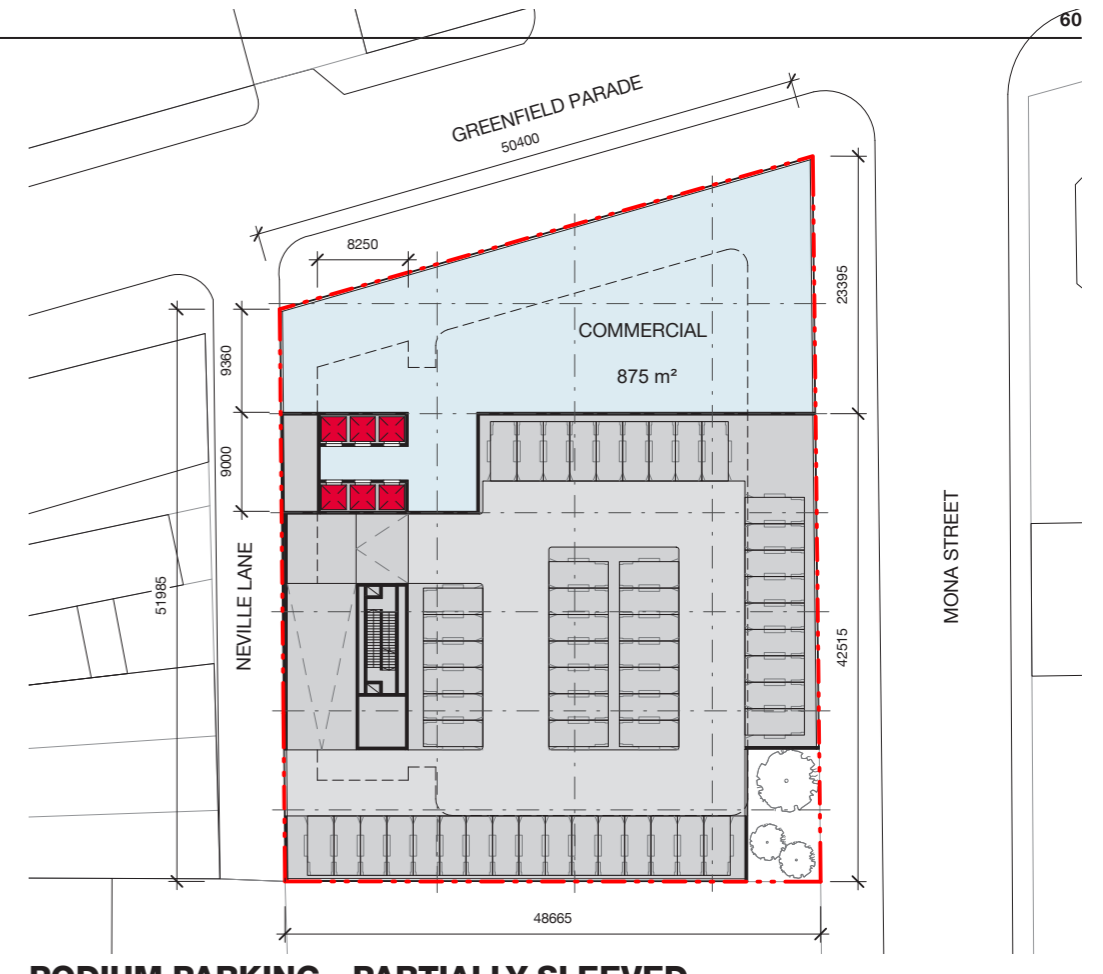 60
GREENFIELD PARADE
50400
8250
23395
COMMERCIAL
875 m²
9360
9000
NEVILLE LANE
51985
MONA STREET
42515
48665
PODIUM PARKING - PARTIALLY SLEEVED